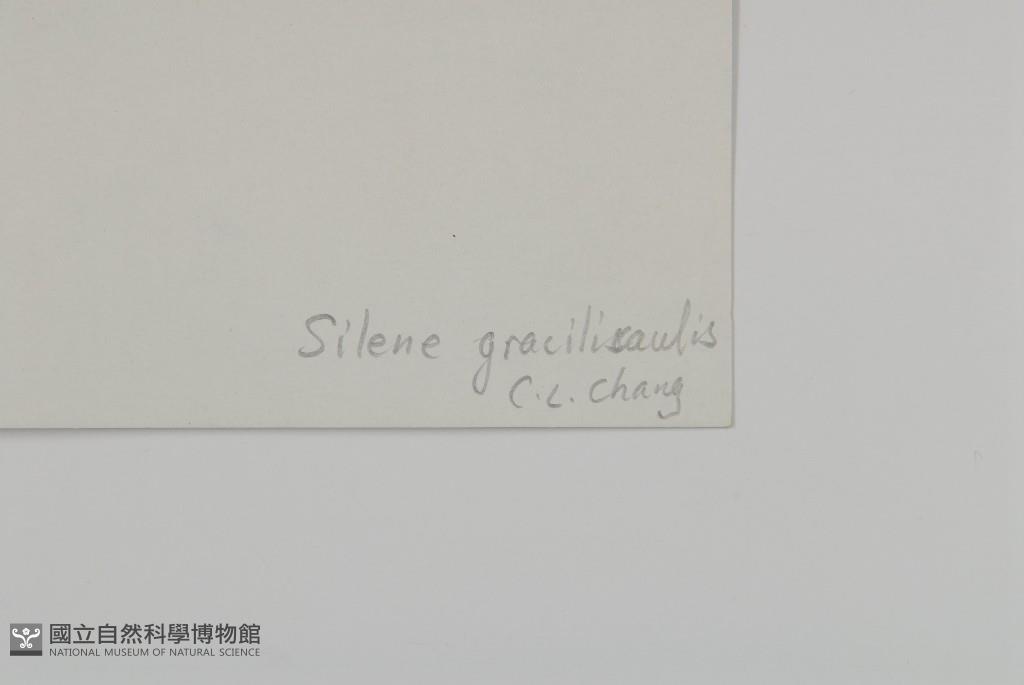 Silene gracilicaulis
C.L. Chang
國立自然科學博物館
NATIONAL MUSEUM OF NATURAL SCIENCE